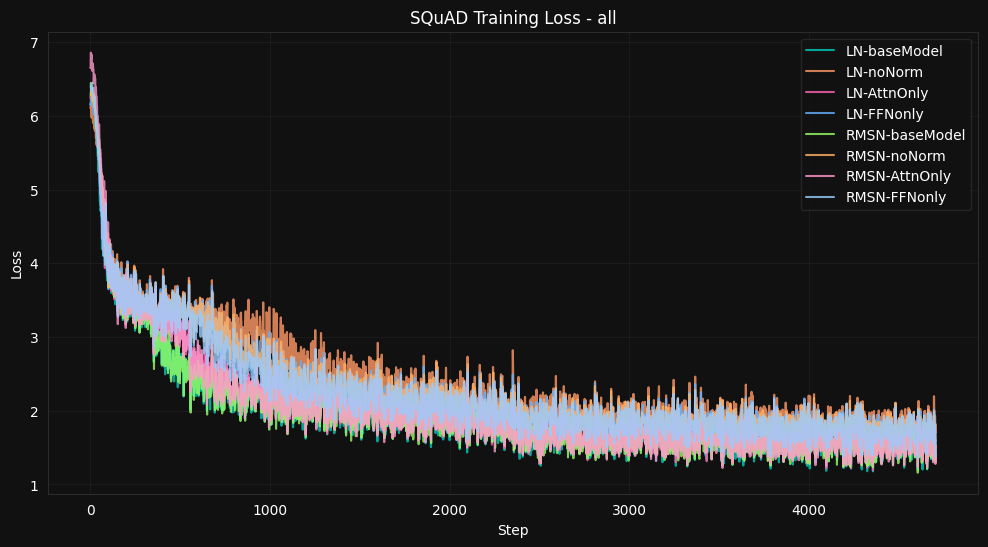 SQuAD Training Loss - all
7
6
5
4
3
2
1
Loss
0
1000
2000
3000
4000
Step
LN-baseModel
LN-noNorm
LN-AttnOnly
LN-FFNonly
RMSN-baseModel
RMSN-noNorm
RMSN-AttnOnly
RMSN-FFNonly